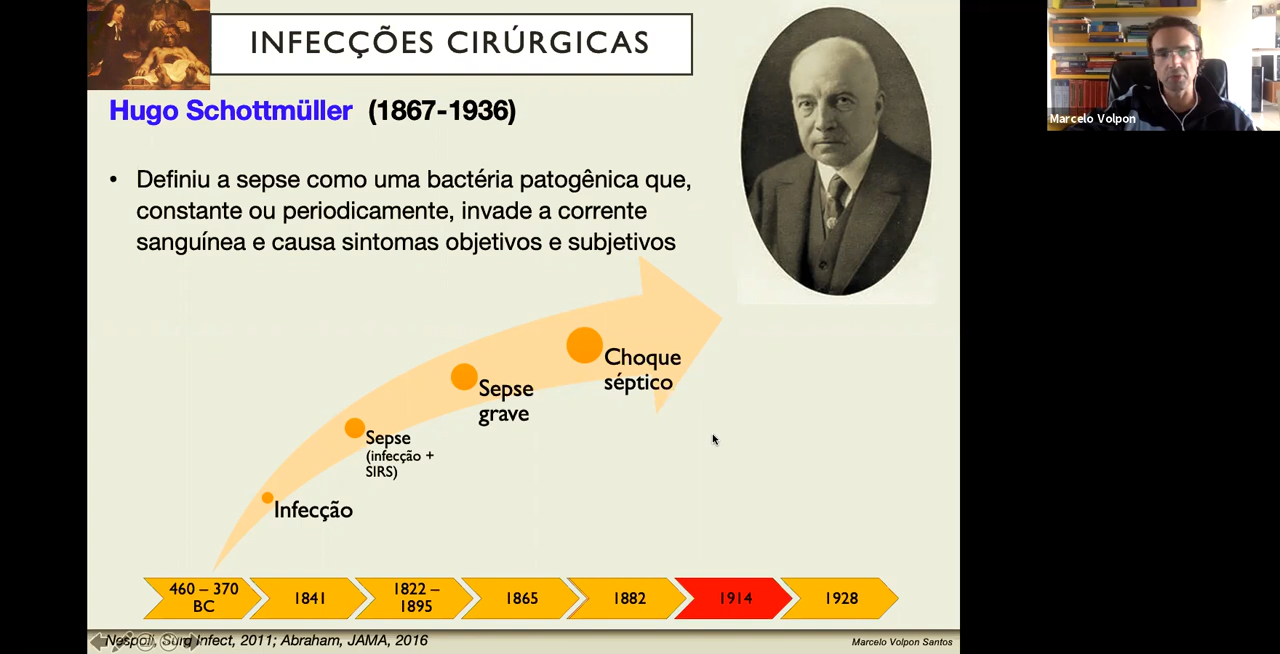 INFECÇÕES CIRÚRGICAS
Hugo Schottmüller (1867-1936)
• Definiu a sepse como uma bactéria patogênica que,
constante ou periodicamente, invade a corrente
sanguínea e causa sintomas objetivos e subjetivos
Choque
séptico
Sepse
grave
Sepse
(infecção +
SIRS)
Infecção
460 – 370
BC
1841
1822 –
1895
1865
1882
1914
1928
Nespoli, Surg Infect, 2011; Abraham, JAMA, 2016
Marcelo Volpon Santos
Marcelo Volpon